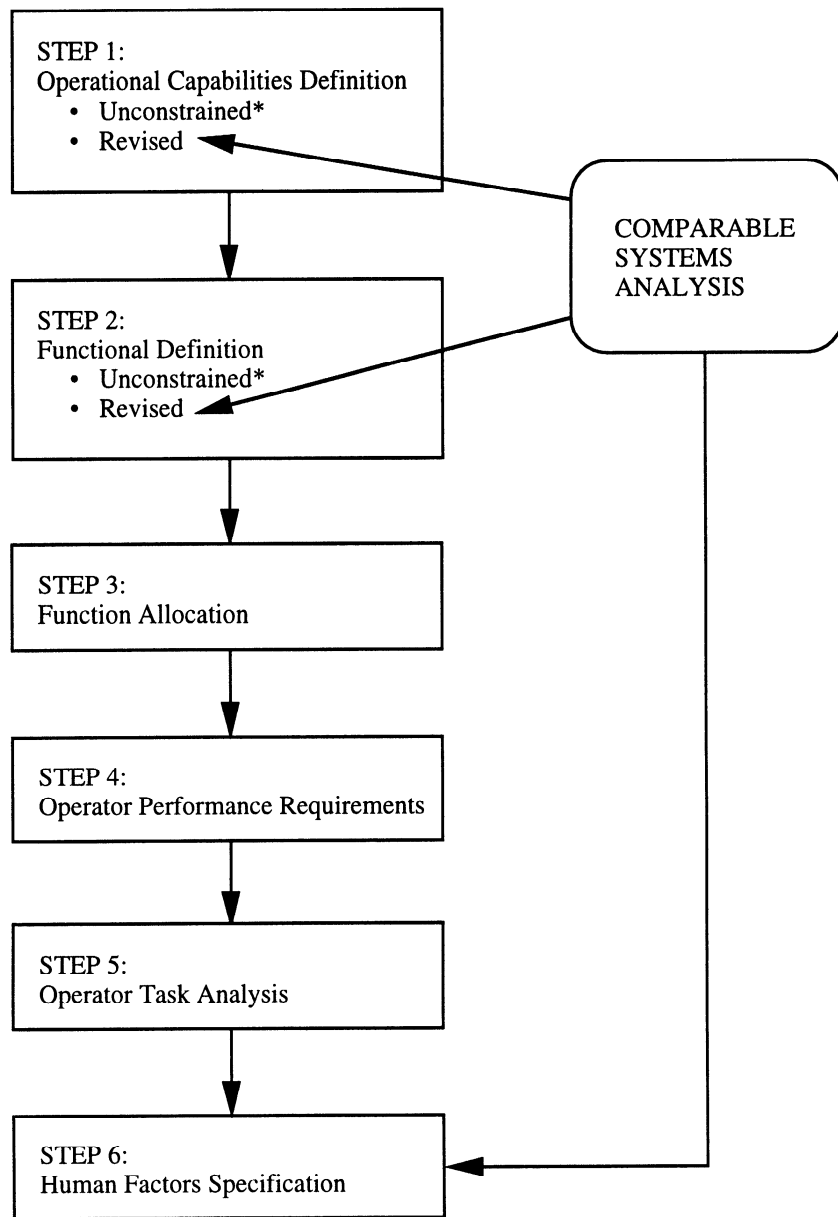 STEP 1:
Operational Capabilities Definition
• Unconstrained*
• Revised
COMPARABLE
SYSTEMS
ANALYSIS
STEP 2:
Functional Definition
• Unconstrained*
• Revised
STEP 3:
Function Allocation
STEP 4:
Operator Performance Requirements
STEP 5:
Operator Task Analysis
STEP 6:
Human Factors Specification